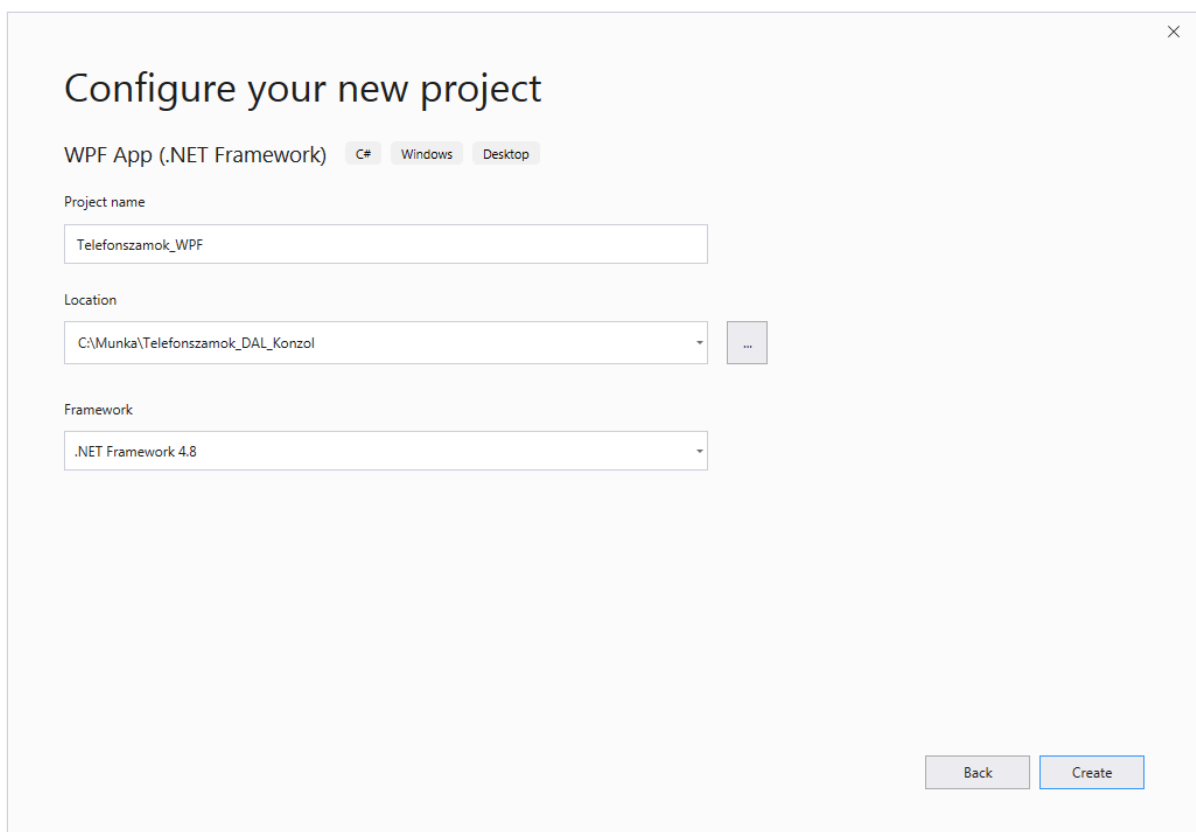 Configure your new project
WPF App (.NET Framework) C# Windows Desktop
Project name
Telefonszamok_WPF
Location
C:\Munka\Telefonszamok_DAL_Konzol
...
Framework
.NET Framework 4.8
Back Create